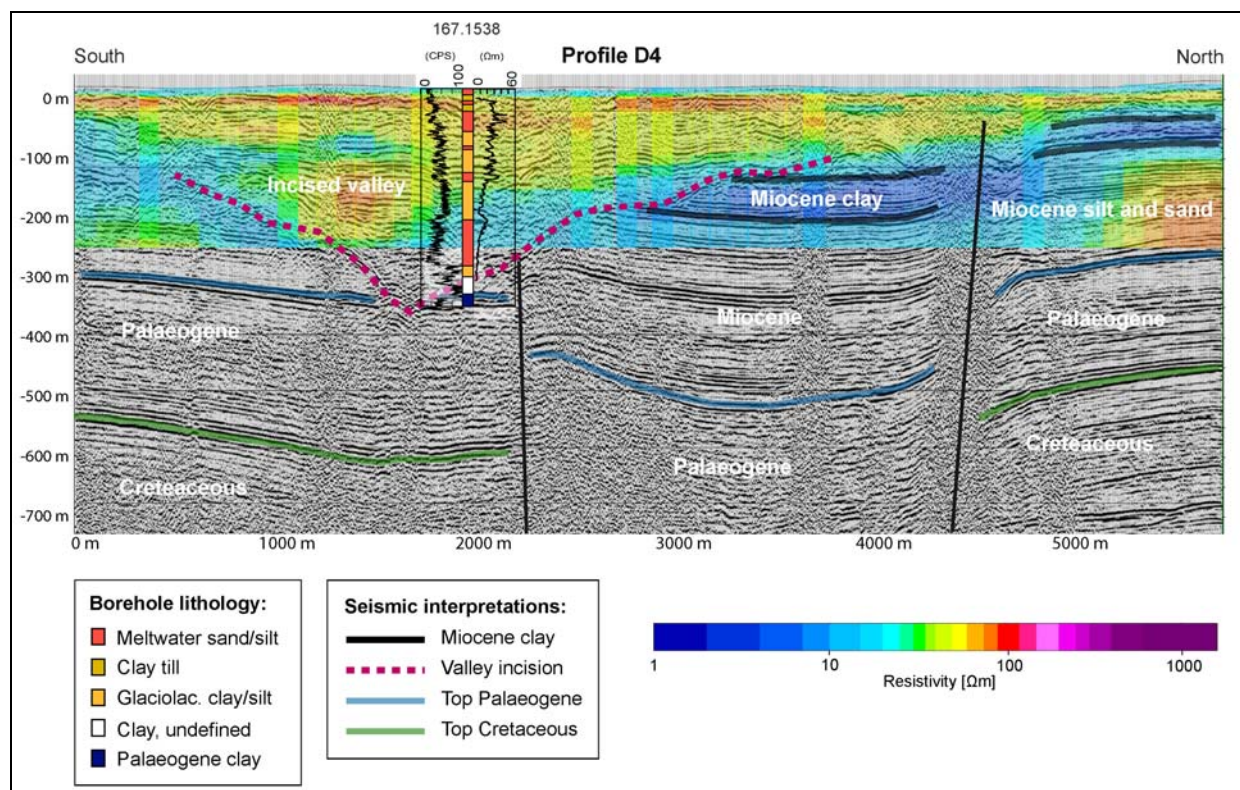 167.1538
South
(CPS)
(Ωm)
Profile D4
North
0
100
0
60
0 m
-100 m
-200 m
-300 m
-400 m
-500 m
-600 m
-700 m
Incised valley
Miocene clay
Miocene silt and sand
Palaeogene
Miocene
Palaeogene
Creteaceous
Palaeogene
Creteaceous
0 m
1000 m
2000 m
3000 m
4000 m
5000 m
Borehole lithology:
Meltwater sand/silt
Clay till
Glaciolac. clay/silt
Clay, undefined
Palaeogene clay
Seismic interpretations:
Miocene clay
Valley incision
Top Palaeogene
Top Cretaceous
1
10
100
1000
Resistivity [Ωm]